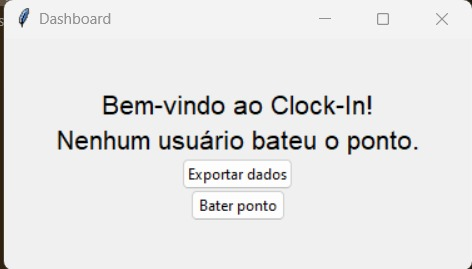 Dashboard
Bem-vindo ao Clock-In!
Nenhum usuário bateu o ponto.
Exportar dados
Bater ponto